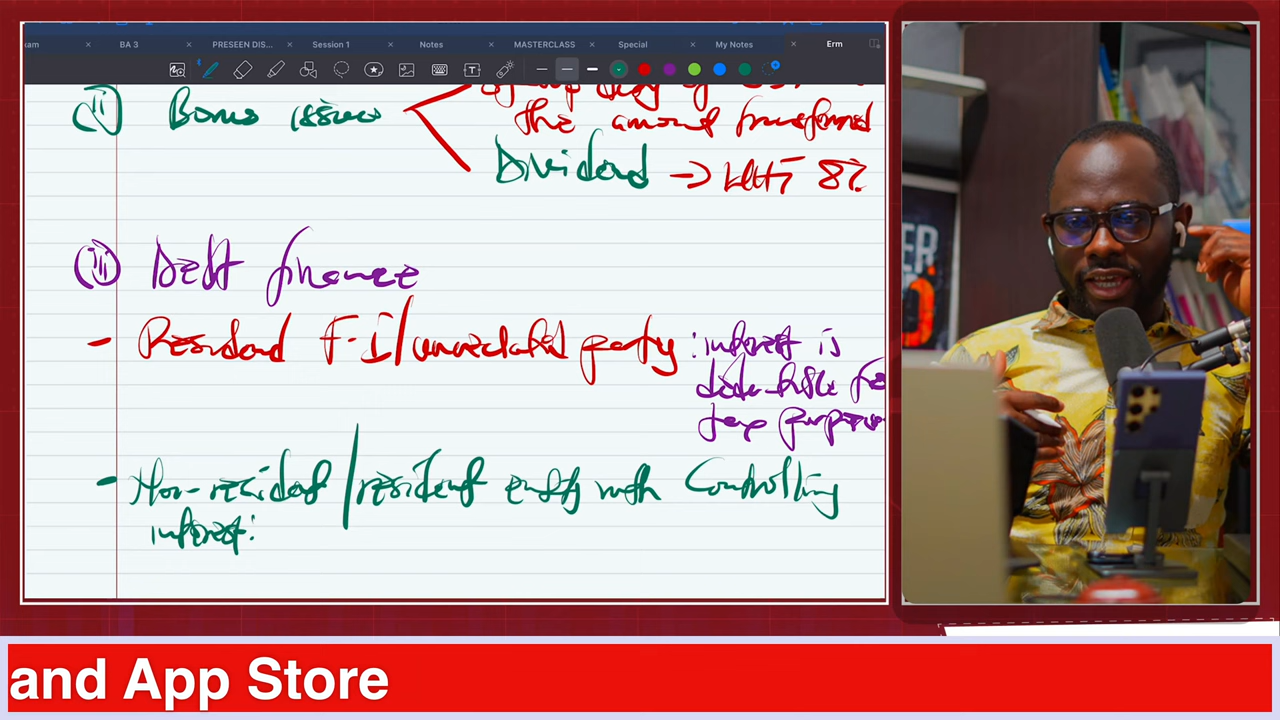 BA 3
PRESEEN DIS...
Session 1
Notes
MASTERCLASS
Special
My Notes
Erm
(ii) Bonus issues
the amount transferred
Dividend → WHT 8%
(iii) Debt finance
- Resident F-I/unrelated party : interest is
deductible for
tax purposes
- Non-resident/resident entity with Controlling
interest:
and App Store